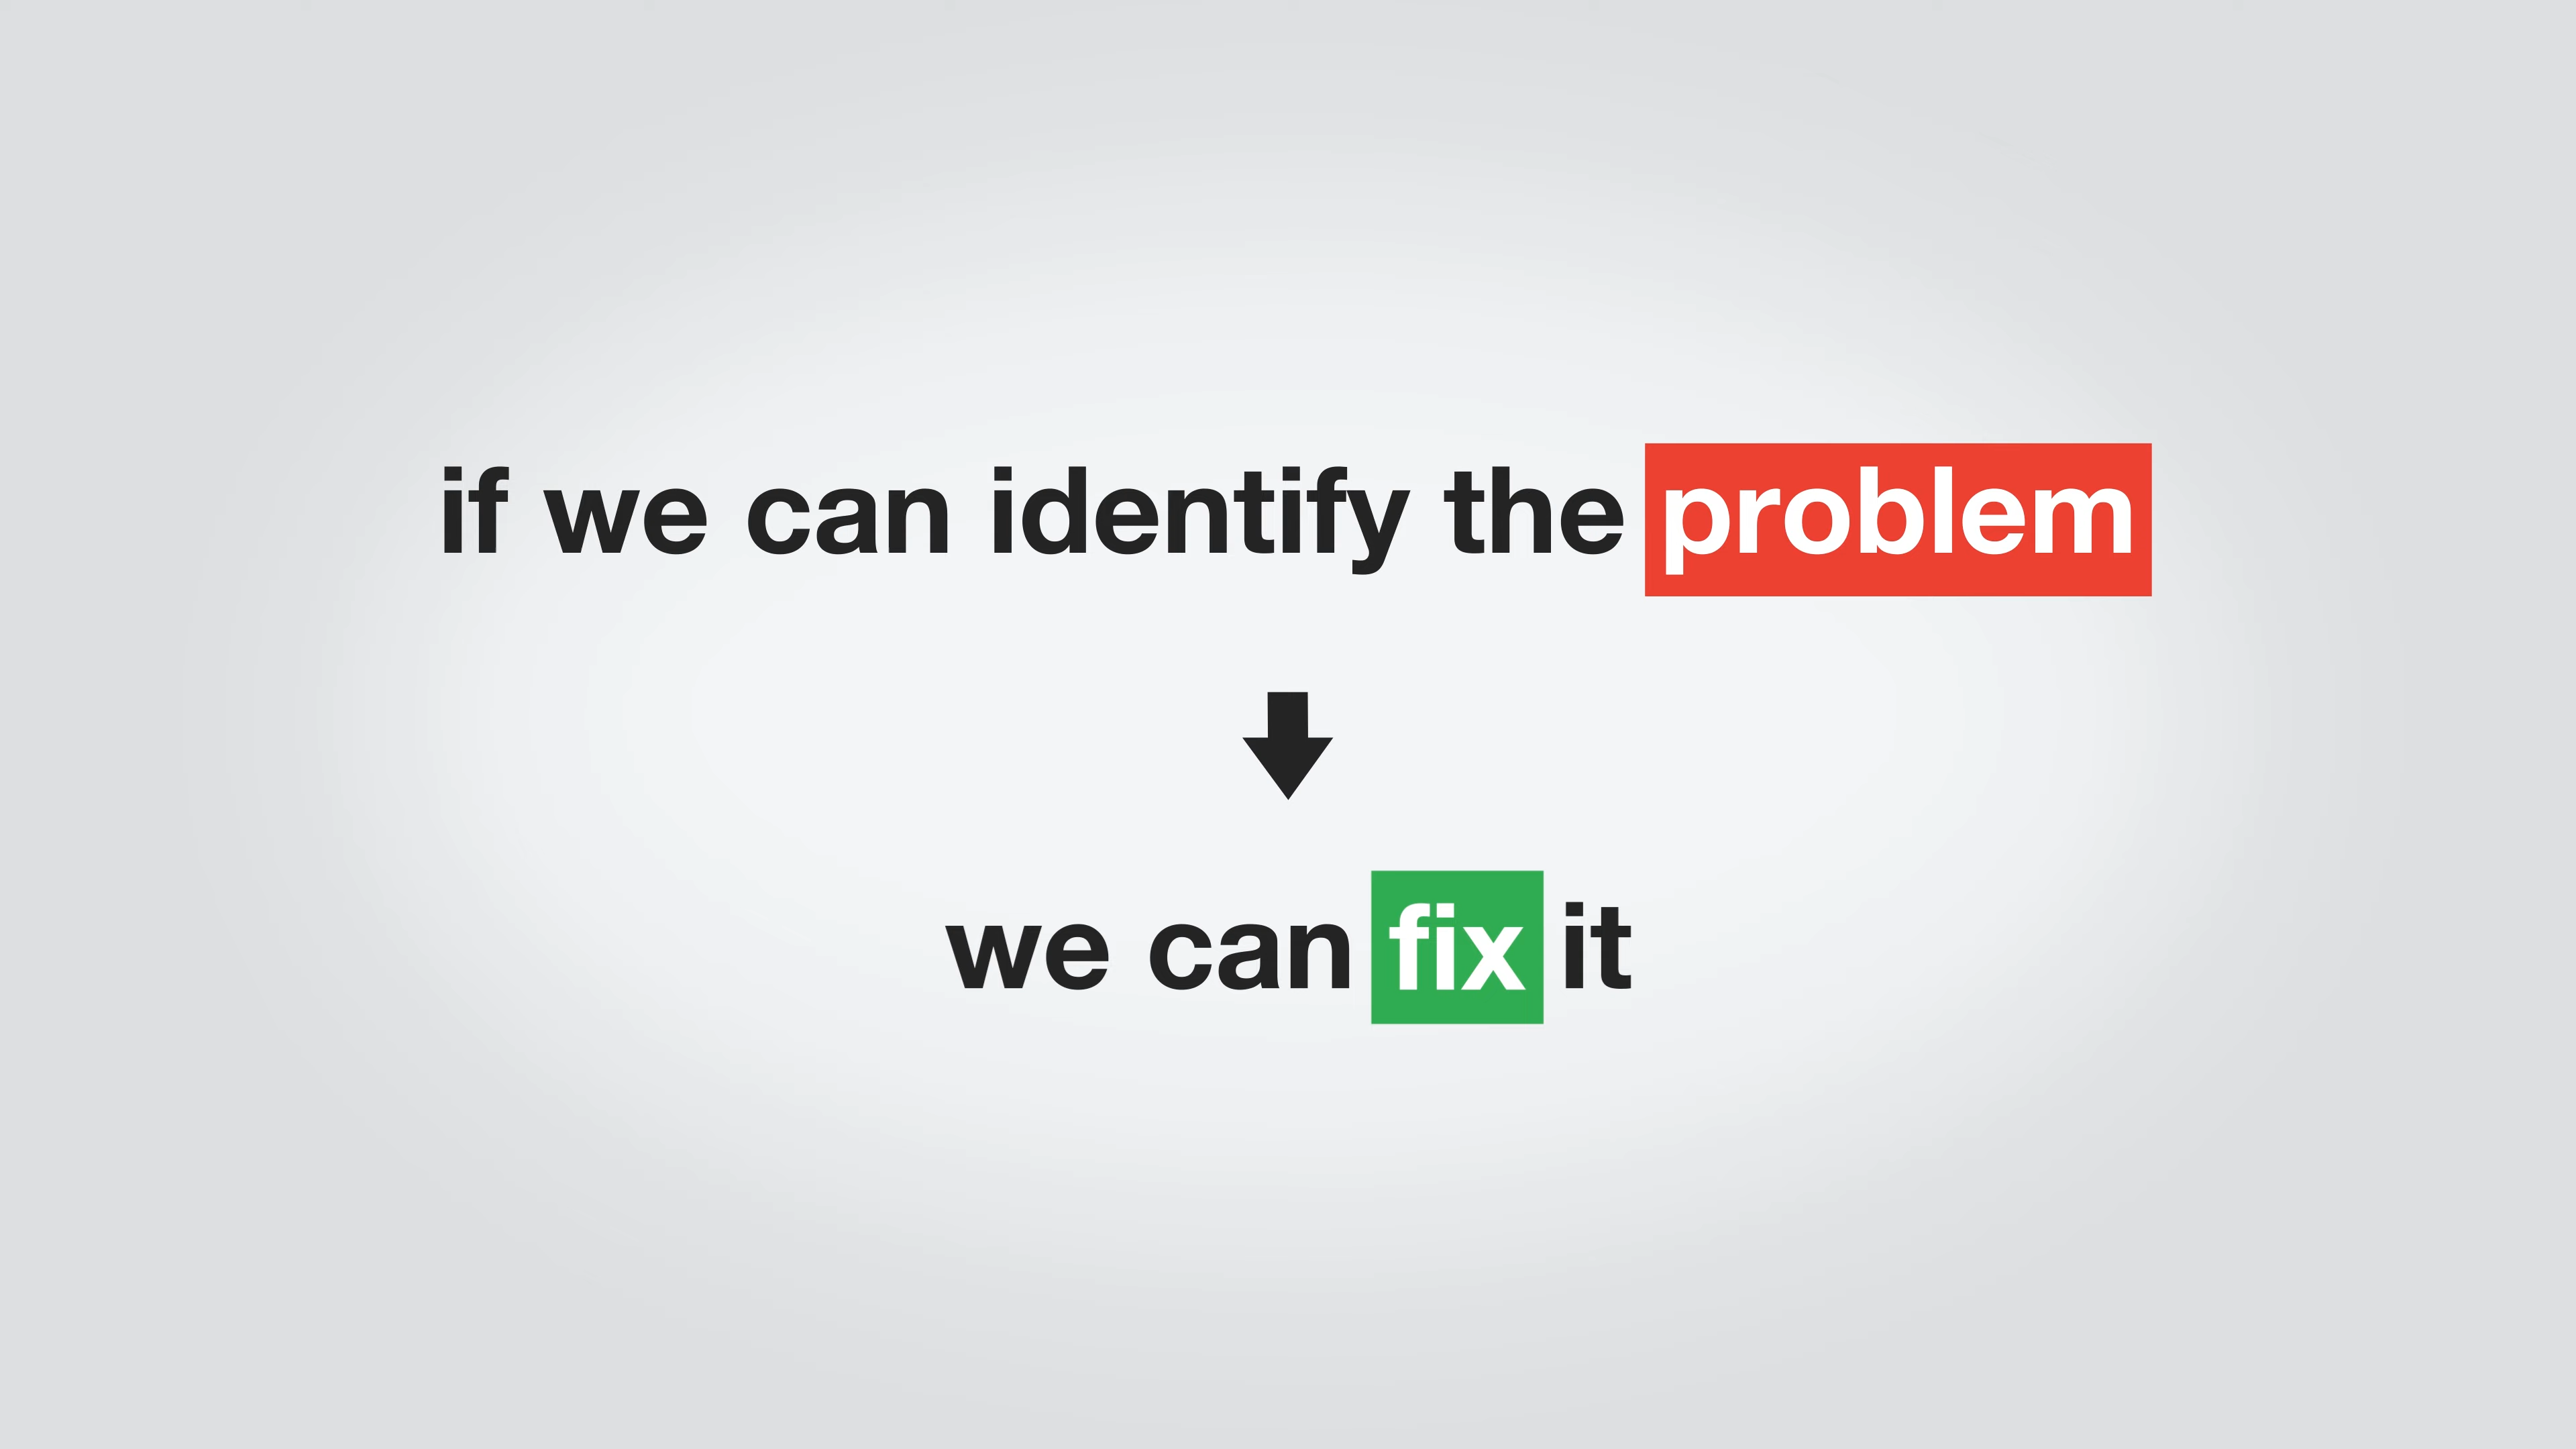 if we can identify the problem
we can fix it